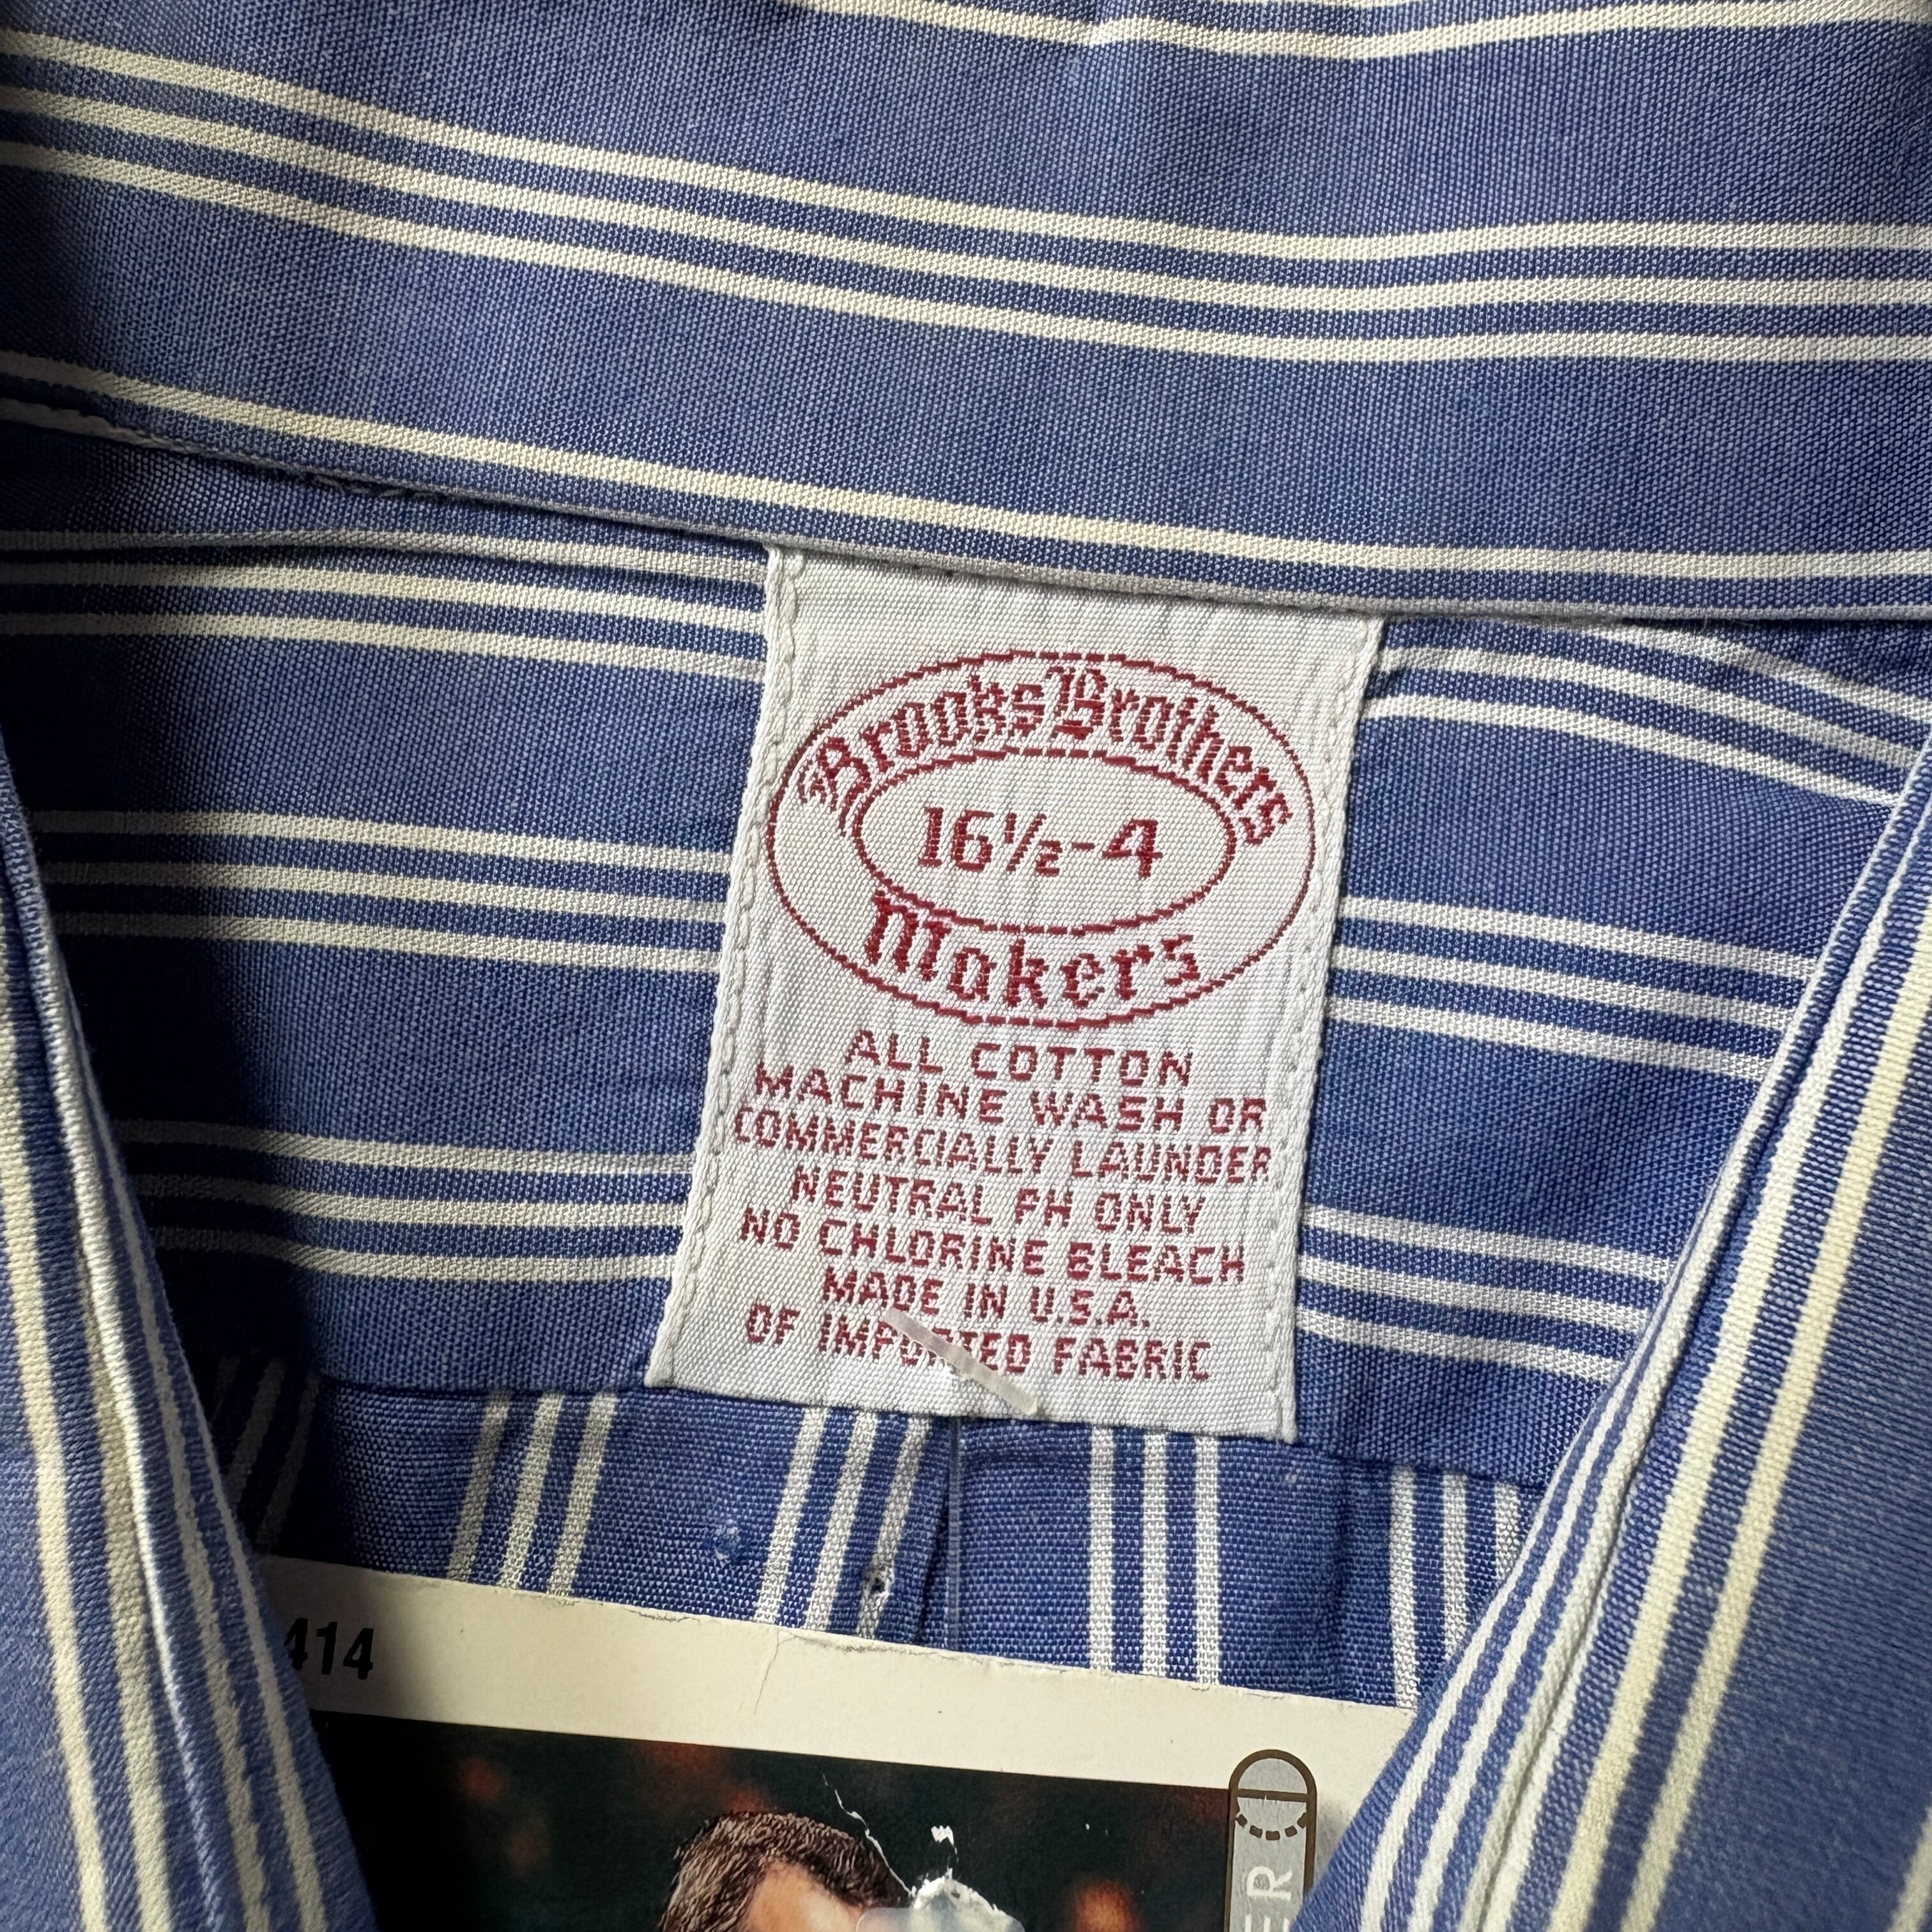 Brooks Brothers
16½-4
Makers
ALL COTTON
MACHINE WASH OR
COMMERCIALLY LAUNDER
NEUTRAL PH ONLY
NO CHLORINE BLEACH
MADE IN U.S.A.
OF IMPORTED FABRIC
414